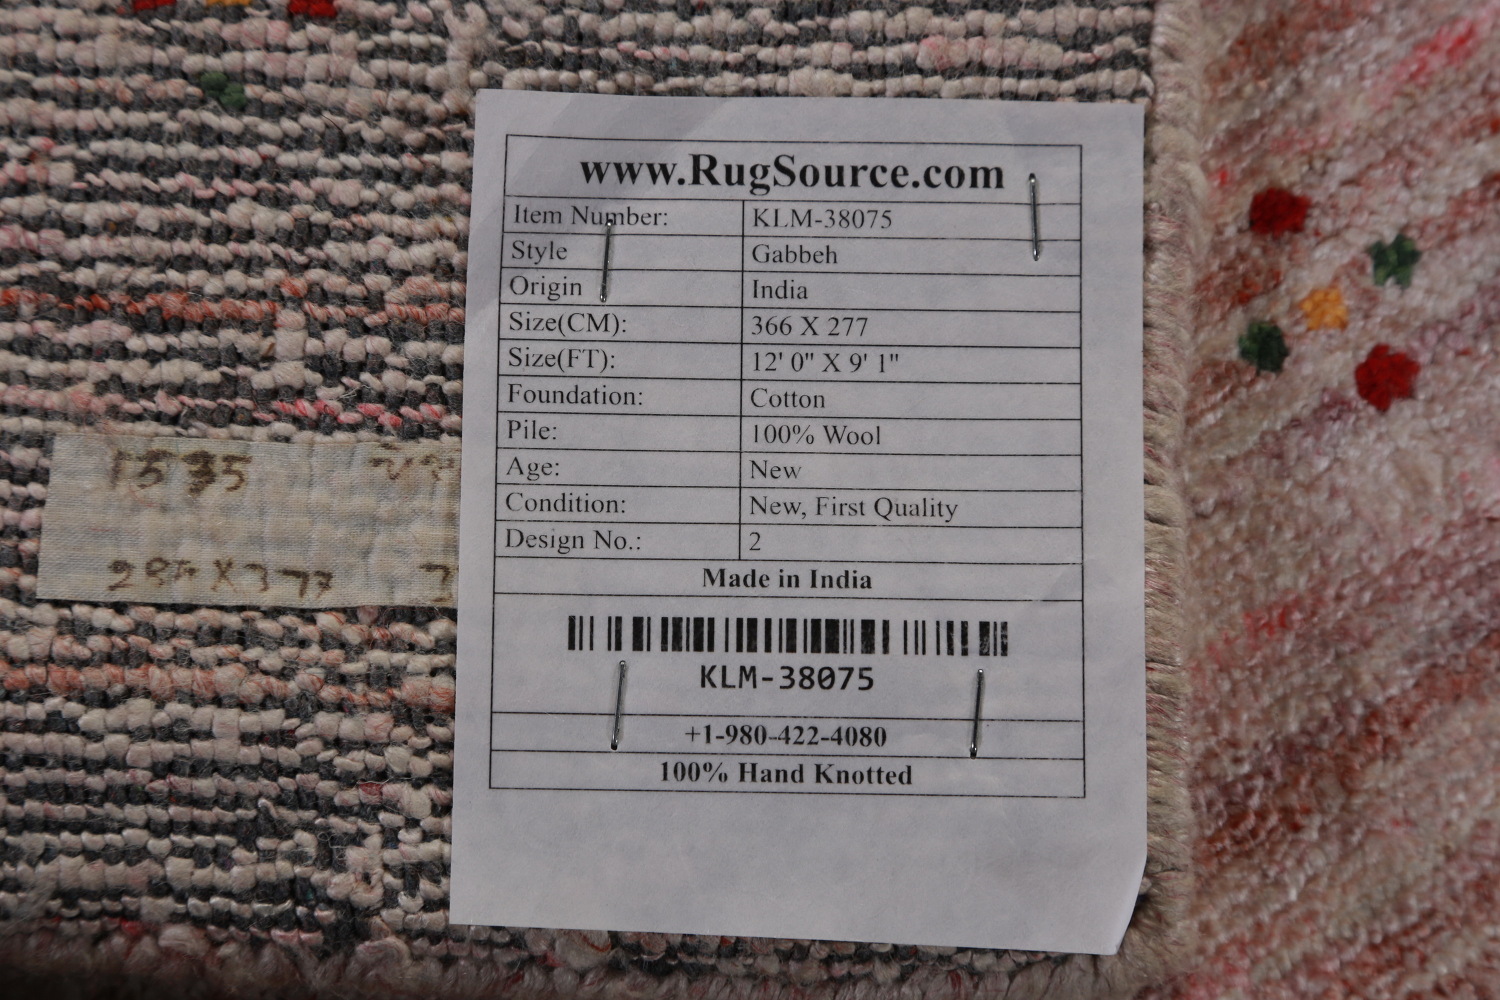 www.RugSource.com
Item Number: KLM-38075
Style Gabbeh
Origin India
Size(CM): 366 X 277
Size(FT): 12' 0" X 9' 1"
Foundation: Cotton
Pile: 100% Wool
Age: New
Condition: New, First Quality
Design No.: 2
Made in India
KLM-38075
+1-980-422-4080
100% Hand Knotted
1535